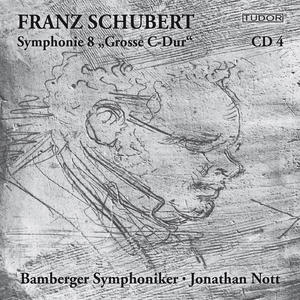 TUDOR
FRANZ SCHUBERT
Symphonie 8 „Grosse C-Dur“ CD 4
Bamberger Symphoniker · Jonathan Nott